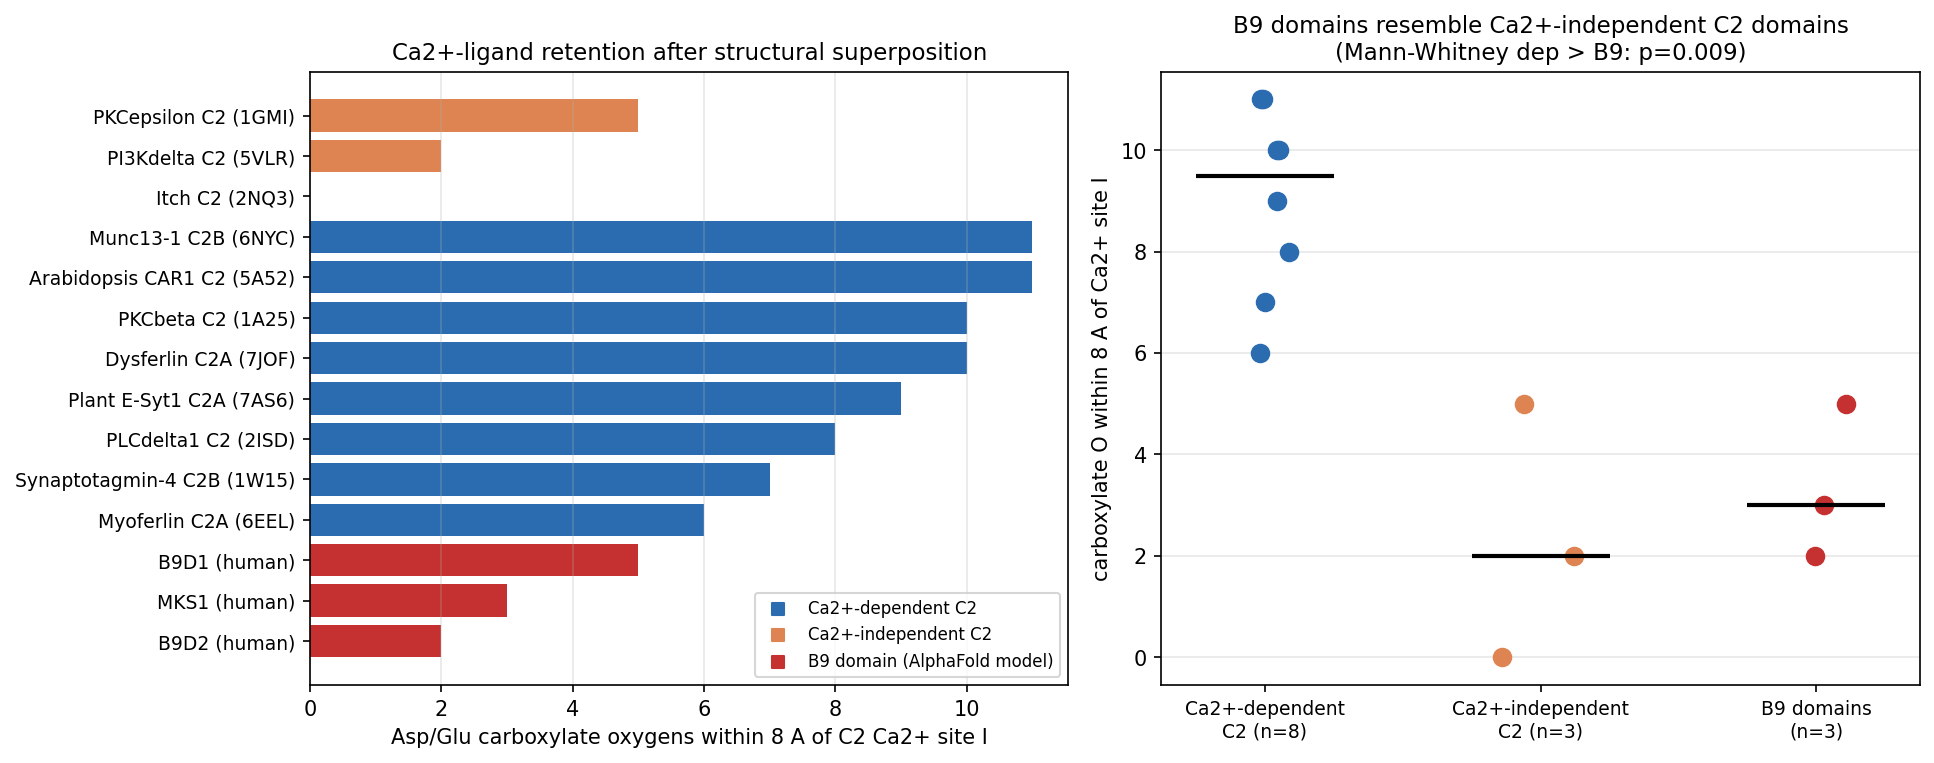 Ca2+-ligand retention after structural superposition
PKCepsilon C2 (1GMI)
PI3Kdelta C2 (5VLR)
Itch C2 (2NQ3)
Munc13-1 C2B (6NYC)
Arabidopsis CAR1 C2 (5A52)
PKCbeta C2 (1A25)
Dysferlin C2A (7JOF)
Plant E-Syt1 C2A (7AS6)
PLCdelta1 C2 (2ISD)
Synaptotagmin-4 C2B (1W15)
Myoferlin C2A (6EEL)
B9D1 (human)
MKS1 (human)
B9D2 (human)
Ca2+-dependent C2
Ca2+-independent C2
B9 domain (AlphaFold model)
0 2 4 6 8 10
Asp/Glu carboxylate oxygens within 8 A of C2 Ca2+ site I
B9 domains resemble Ca2+-independent C2 domains
(Mann-Whitney dep > B9: p=0.009)
carboxylate O within 8 A of Ca2+ site I
10
8
6
4
2
0
Ca2+-dependent
C2 (n=8)
Ca2+-independent
C2 (n=3)
B9 domains
(n=3)